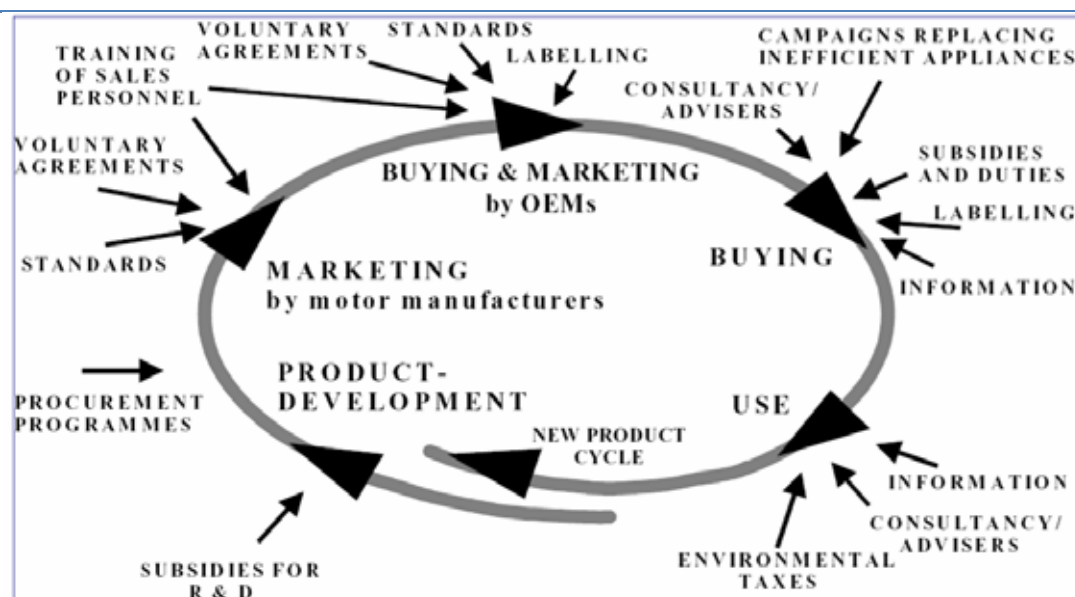 VOLUNTARY
AGREEMENTS
STANDARDS
LABELLING
CAMPAIGNS REPLACING
INEFFICIENT APPLIANCES
TRAINING
OF SALES
PERSONNEL
CONSULTANCY/
ADVISERS
VOLUNTARY
AGREEMENTS
SUBSIDIES
AND DUTIES
BUYING & MARKETING
by OEMs
LABELLING
STANDARDS
BUYING
MARKETING
by motor manufacturers
INFORMATION
PRODUCT-
DEVELOPMENT
PROCUREMENT
PROGRAMMES
USE
NEW PRODUCT
CYCLE
INFORMATION
CONSULTANCY/
ADVISERS
ENVIRONMENTAL
TAXES
SUBSIDIES FOR
R & D